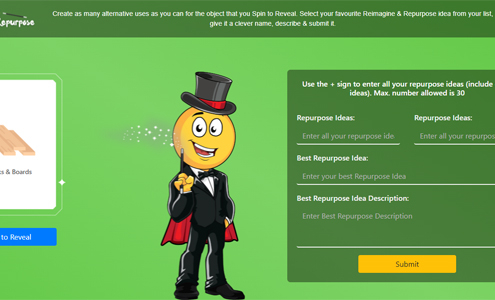 Repurpose
Create as many alternative uses as you can for the object that you Spin to Reveal. Select your favourite Reimagine & Repurpose idea from your list,
give it a clever name, describe & submit it.
s & Boards
to Reveal
Use the + sign to enter all your repurpose ideas (include
ideas). Max. number allowed is 30
Repurpose Ideas: Repurpose Ideas:
Enter all your repurpose ide Enter all your repurpos
Best Repurpose Idea:
Enter your best Repurpose Idea
Best Repurpose Idea Description:
Enter Best Repurpose Description
Submit